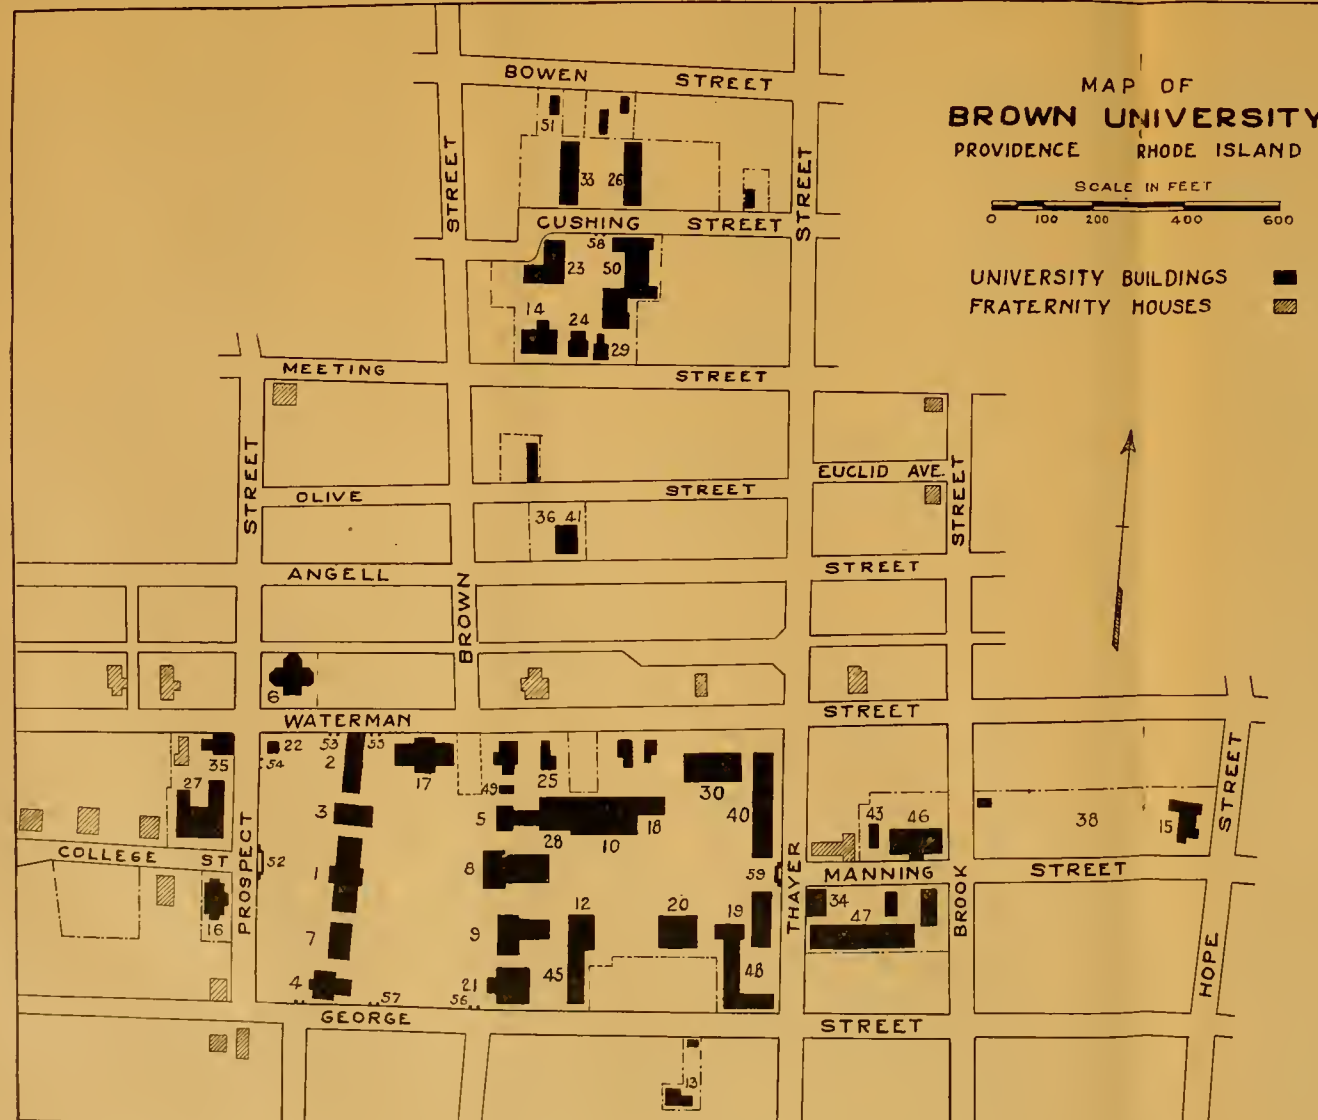 MAP OF
BROWN UNIVERSITY
PROVIDENCE RHODE ISLAND
SCALE IN FEET
0 100 200 400 600
UNIVERSITY BUILDINGS
FRATERNITY HOUSES
BOWEN STREET
51
STREET
33 26
STREET
CUSHING STREET
58
23 50
14 24
29
MEETING STREET
EUCLID AVE.
STREET
STREET
OLIVE STREET
36 41
ANGELL STREET
BROWN
6
WATERMAN STREET
STREET
22 53 55
54
35
2
17
25
27
49
30
3
5
40
43 46
38
15
28 10 18
COLLEGE ST
52
1
8
59
MANNING STREET
PROSPECT
THAYER
BROOK
16
12 20 19
34
47
7
9
HOPE
45
48
4
57 56
21
GEORGE STREET
13